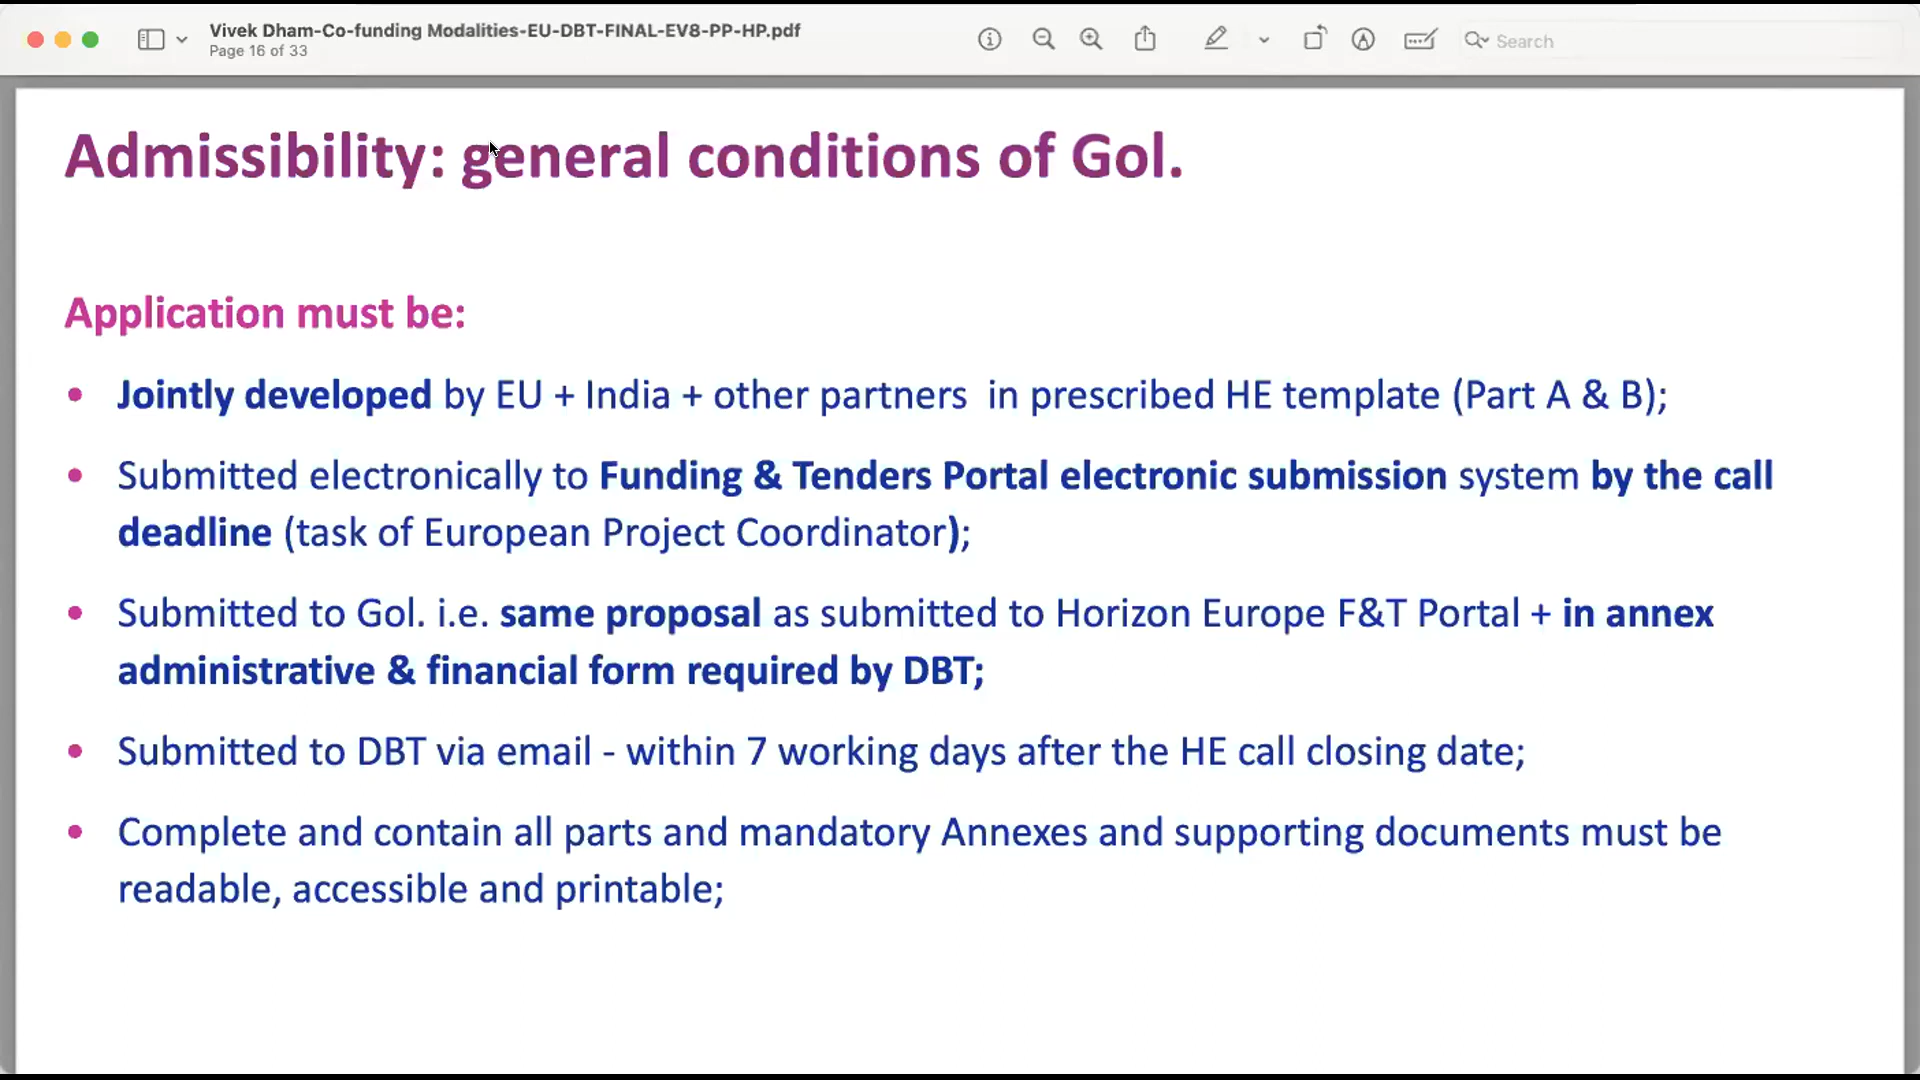 Vivek Dham-Co-funding Modalities-EU-DBT-FINAL-EV8-PP-HP.pdf
Page 16 of 33
Search
Admissibility: general conditions of GoI.
Application must be:
• Jointly developed by EU + India + other partners in prescribed HE template (Part A & B);
• Submitted electronically to Funding & Tenders Portal electronic submission system by the call
deadline (task of European Project Coordinator);
• Submitted to GoI. i.e. same proposal as submitted to Horizon Europe F&T Portal + in annex
administrative & financial form required by DBT;
• Submitted to DBT via email - within 7 working days after the HE call closing date;
• Complete and contain all parts and mandatory Annexes and supporting documents must be
readable, accessible and printable;